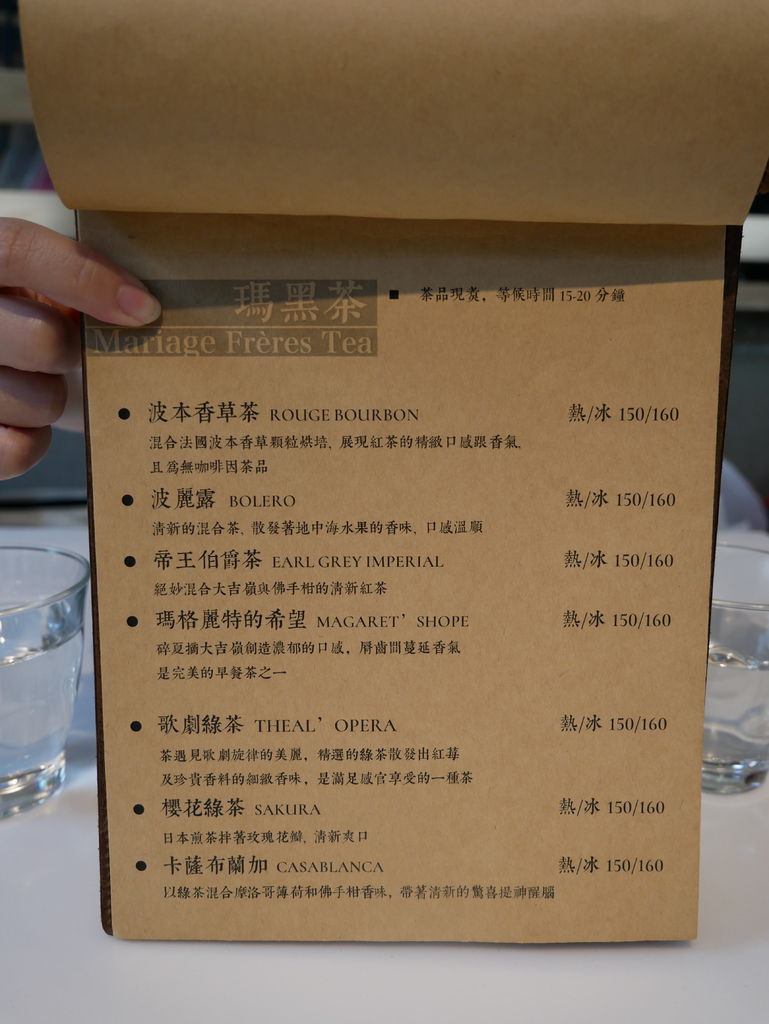 瑪黑茶
Mariage Frères Tea
■ 茶品現煮，等候時間 15-20 分鐘
● 波本香草茶 ROUGE BOURBON 熱/冰 150/160
混合法國波本香草顆粒烘培、展現紅茶的精緻口感跟香氣、
且為無咖啡因茶品
● 波麗露 BOLERO 熱/冰 150/160
清新的混合茶、散發著地中海水果的香味、口感溫順
● 帝王伯爵茶 EARL GREY IMPERIAL 熱/冰 150/160
絕妙混合大吉嶺與佛手柑的清新紅茶
● 瑪格麗特的希望 MAGARET’ SHOPE 熱/冰 150/160
碎夏摘大吉嶺創造濃郁的口感，唇齒間蔓延香氣
是完美的早餐茶之一
● 歌劇綠茶 THEAL’ OPERA 熱/冰 150/160
茶遇見歌劇旋律的美麗，精選的綠茶散發出紅莓
及珍貴香料的細緻香味，是滿足感官享受的一種茶
● 櫻花綠茶 SAKURA 熱/冰 150/160
日本煎茶拌著玫瑰花瓣、清新爽口
● 卡薩布蘭加 CASABLANCA 熱/冰 150/160
以綠茶混合摩洛哥薄荷和佛手柑香味，帶著清新的驚喜提神醒腦